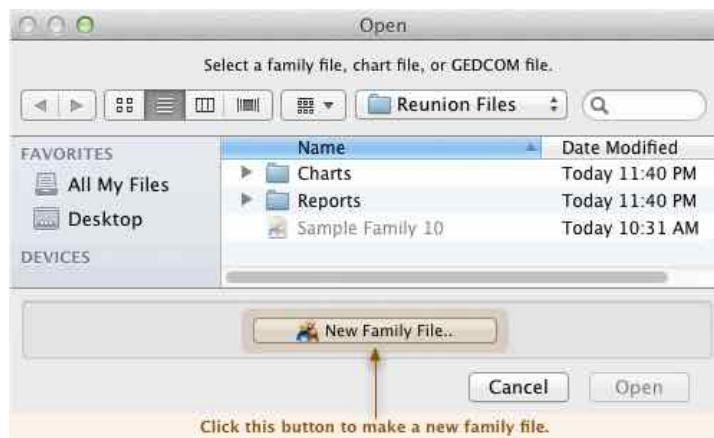 Open
Select a family file, chart file, or GEDCOM file.
Reunion Files
FAVORITES
All My Files
Desktop
DEVICES
Name Date Modified
Charts Today 11:40 PM
Reports Today 11:40 PM
Sample Family 10 Today 10:31 AM
New Family File..
Cancel Open
Click this button to make a new family file.